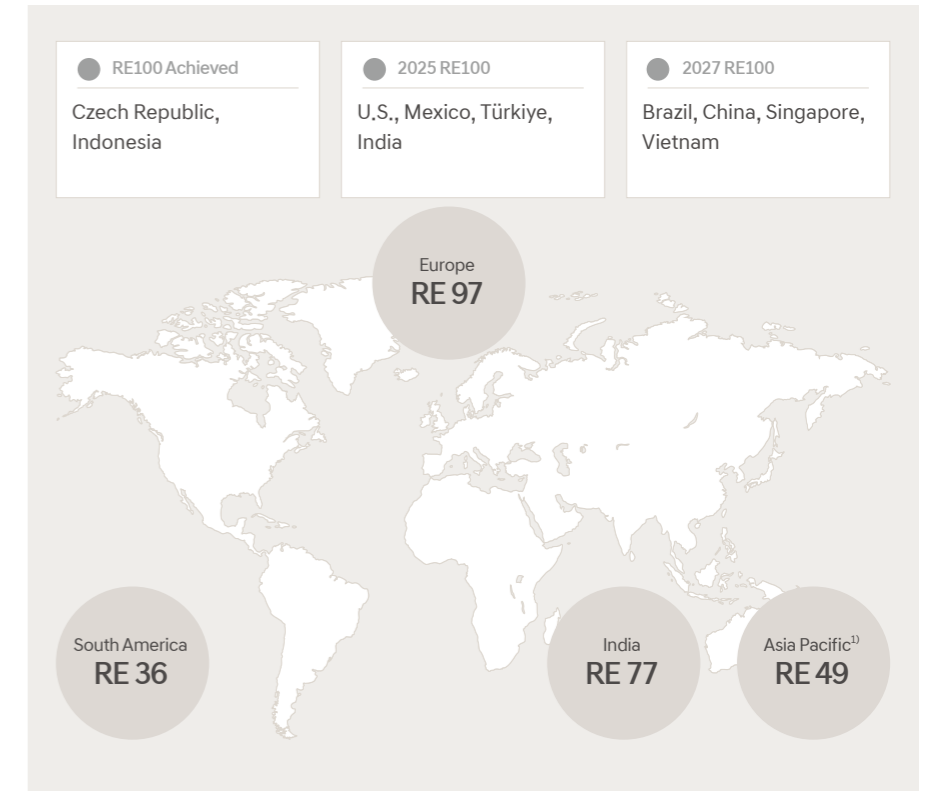 RE100 Achieved
Czech Republic,
Indonesia
2025 RE100
U.S., Mexico, Türkiye,
India
2027 RE100
Brazil, China, Singapore,
Vietnam
Europe
RE 97
South America
RE 36
India
RE 77
Asia Pacific¹⁾
RE 49